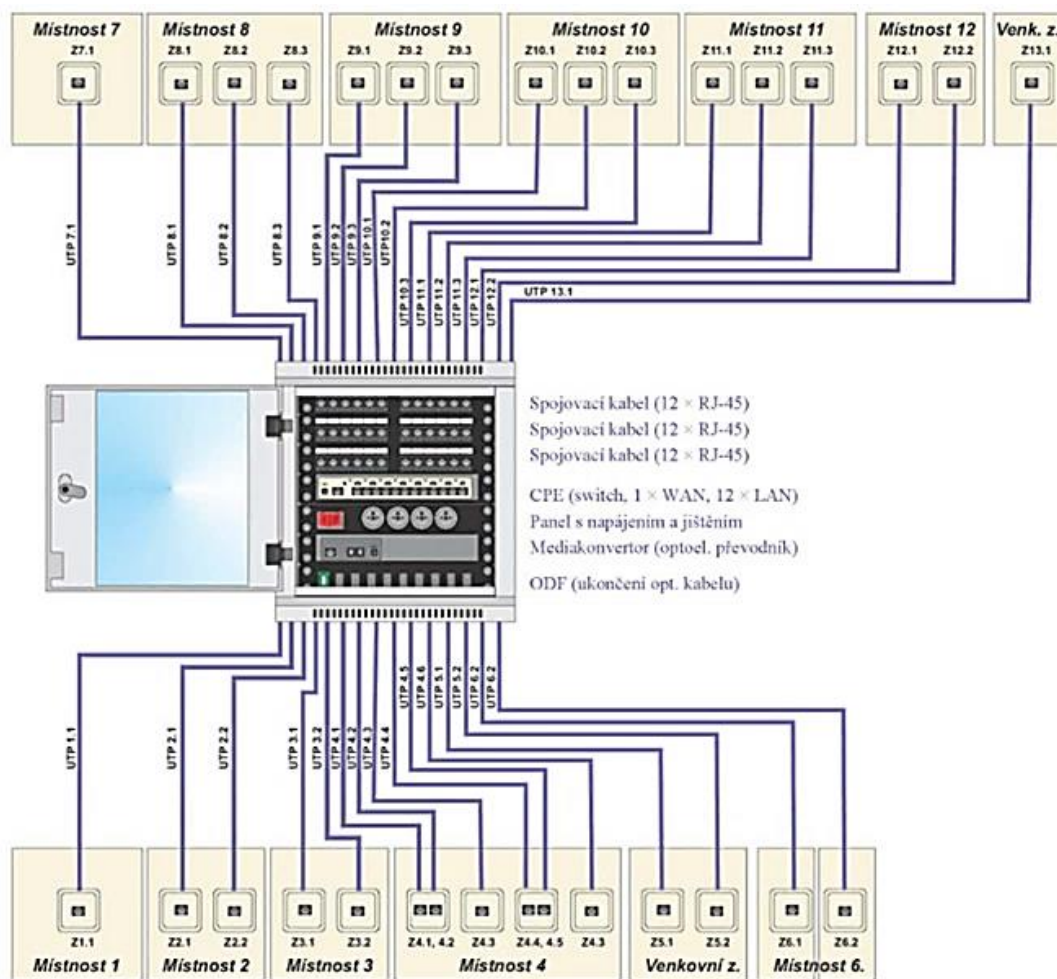 Místnost 7 Místnost 8 Místnost 9 Místnost 10 Místnost 11 Místnost 12 Venk. z.
Z7.1 Z8.1 Z8.2 Z8.3 Z9.1 Z9.2 Z9.3 Z10.1 Z10.2 Z10.3 Z11.1 Z11.2 Z11.3 Z12.1 Z12.2 Z13.1
UTP 7.1
UTP 8.1
UTP 8.2
UTP 8.3
UTP 9.1
UTP 9.2
UTP 9.3
UTP 10.1
UTP10.2
UTP 10.3
UTP 11.1
UTP 11.2
UTP 11.3
UTP 12.1
UTP 12.2
UTP 13.1
Spojovací kabel (12 × RJ-45)
Spojovací kabel (12 × RJ-45)
Spojovací kabel (12 × RJ-45)
CPE (switch, 1 × WAN, 12 × LAN)
Panel s napájením a jištěním
Mediakonvertor (optoel. převodník)
ODF (ukončení opt. kabelu)
UTP 1.1
UTP 2.1
UTP 2.2
UTP 3.1
UTP 3.2
UTP 4.1
UTP 4.2
UTP 4.3
UTP 4.4
UTP 4.5
UTP 4.6
UTP 5.1
UTP 5.2
UTP 6.2
UTP 6.2
Z1.1 Z2.1 Z2.2 Z3.1 Z3.2 Z4.1, 4.2 Z4.3 Z4.4, 4.5 Z4.3 Z5.1 Z5.2 Z6.1 Z6.2
Místnost 1 Místnost 2 Místnost 3 Místnost 4 Venkovní z. Místnost 6.